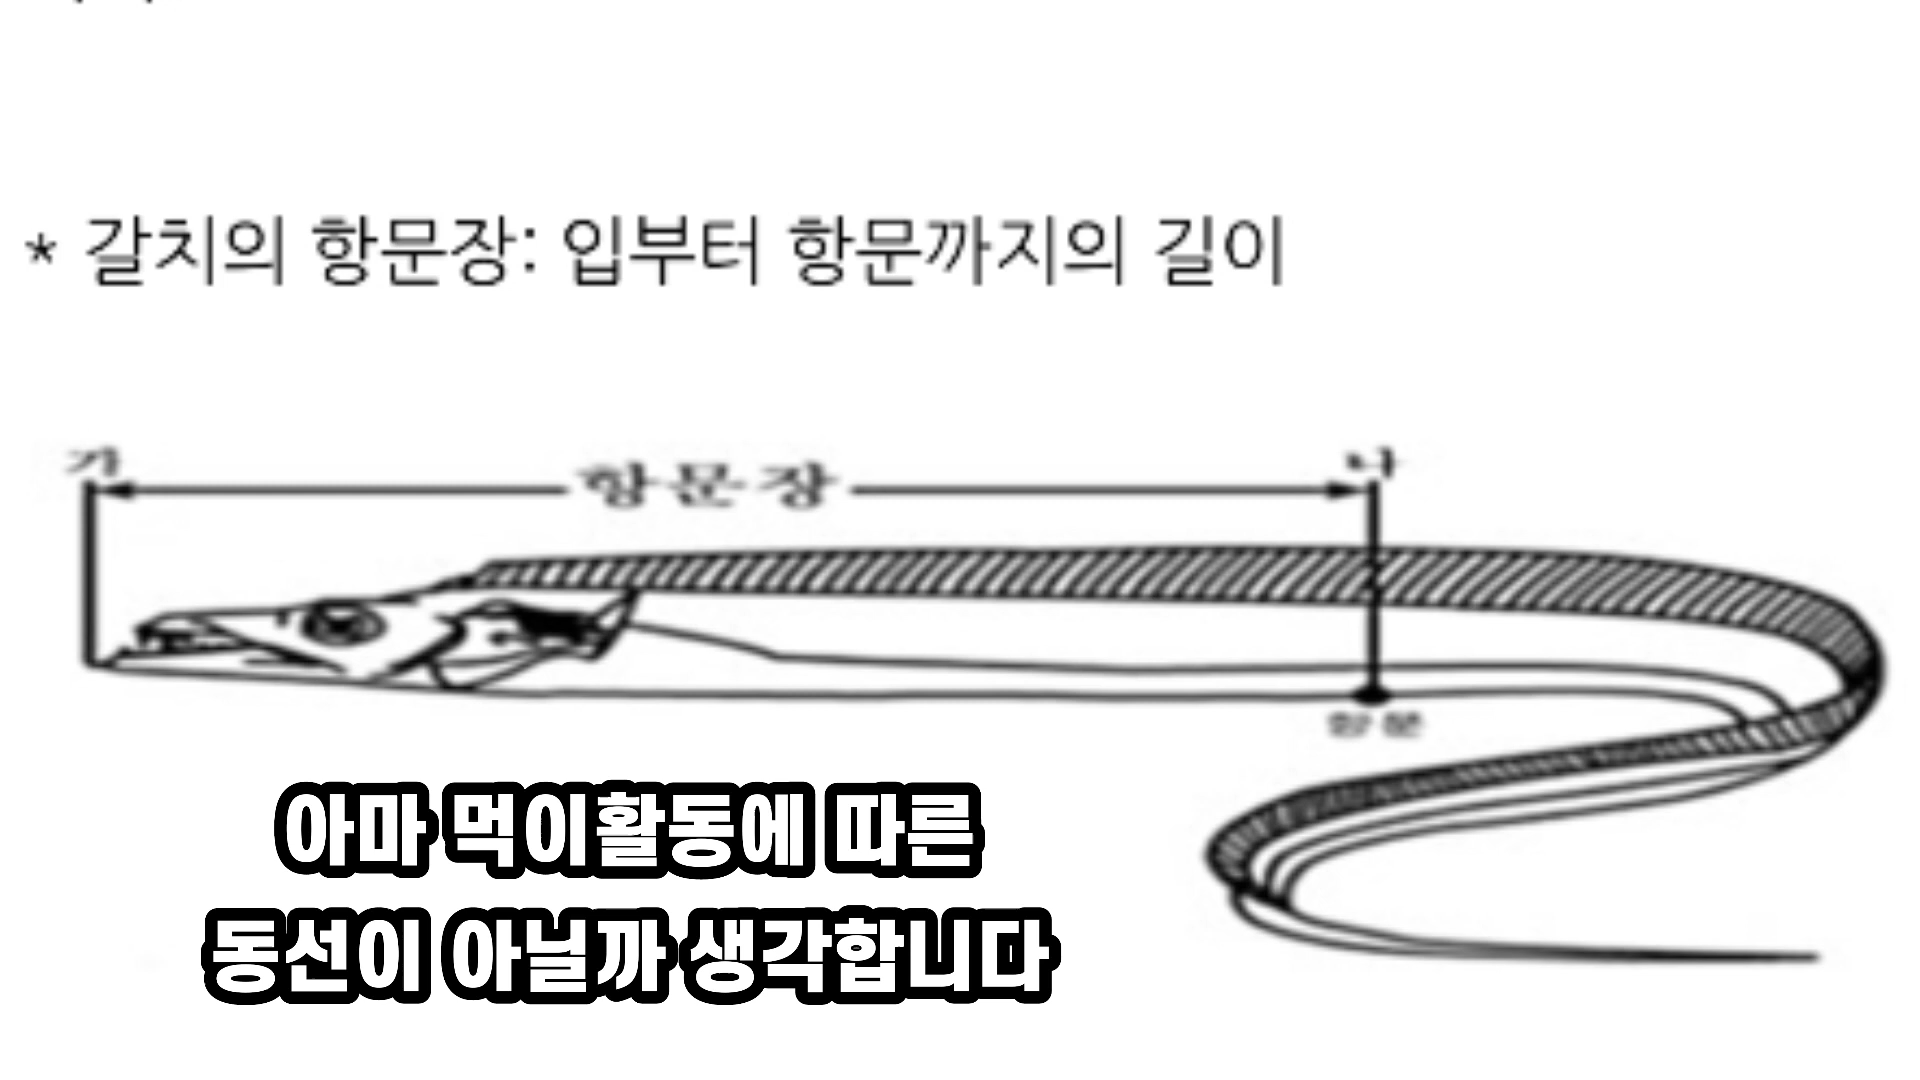 * 갈치의 항문장: 입부터 항문까지의 길이
가
항문장
나
항문
아마 먹이활동에 따른
동선이 아닐까 생각합니다